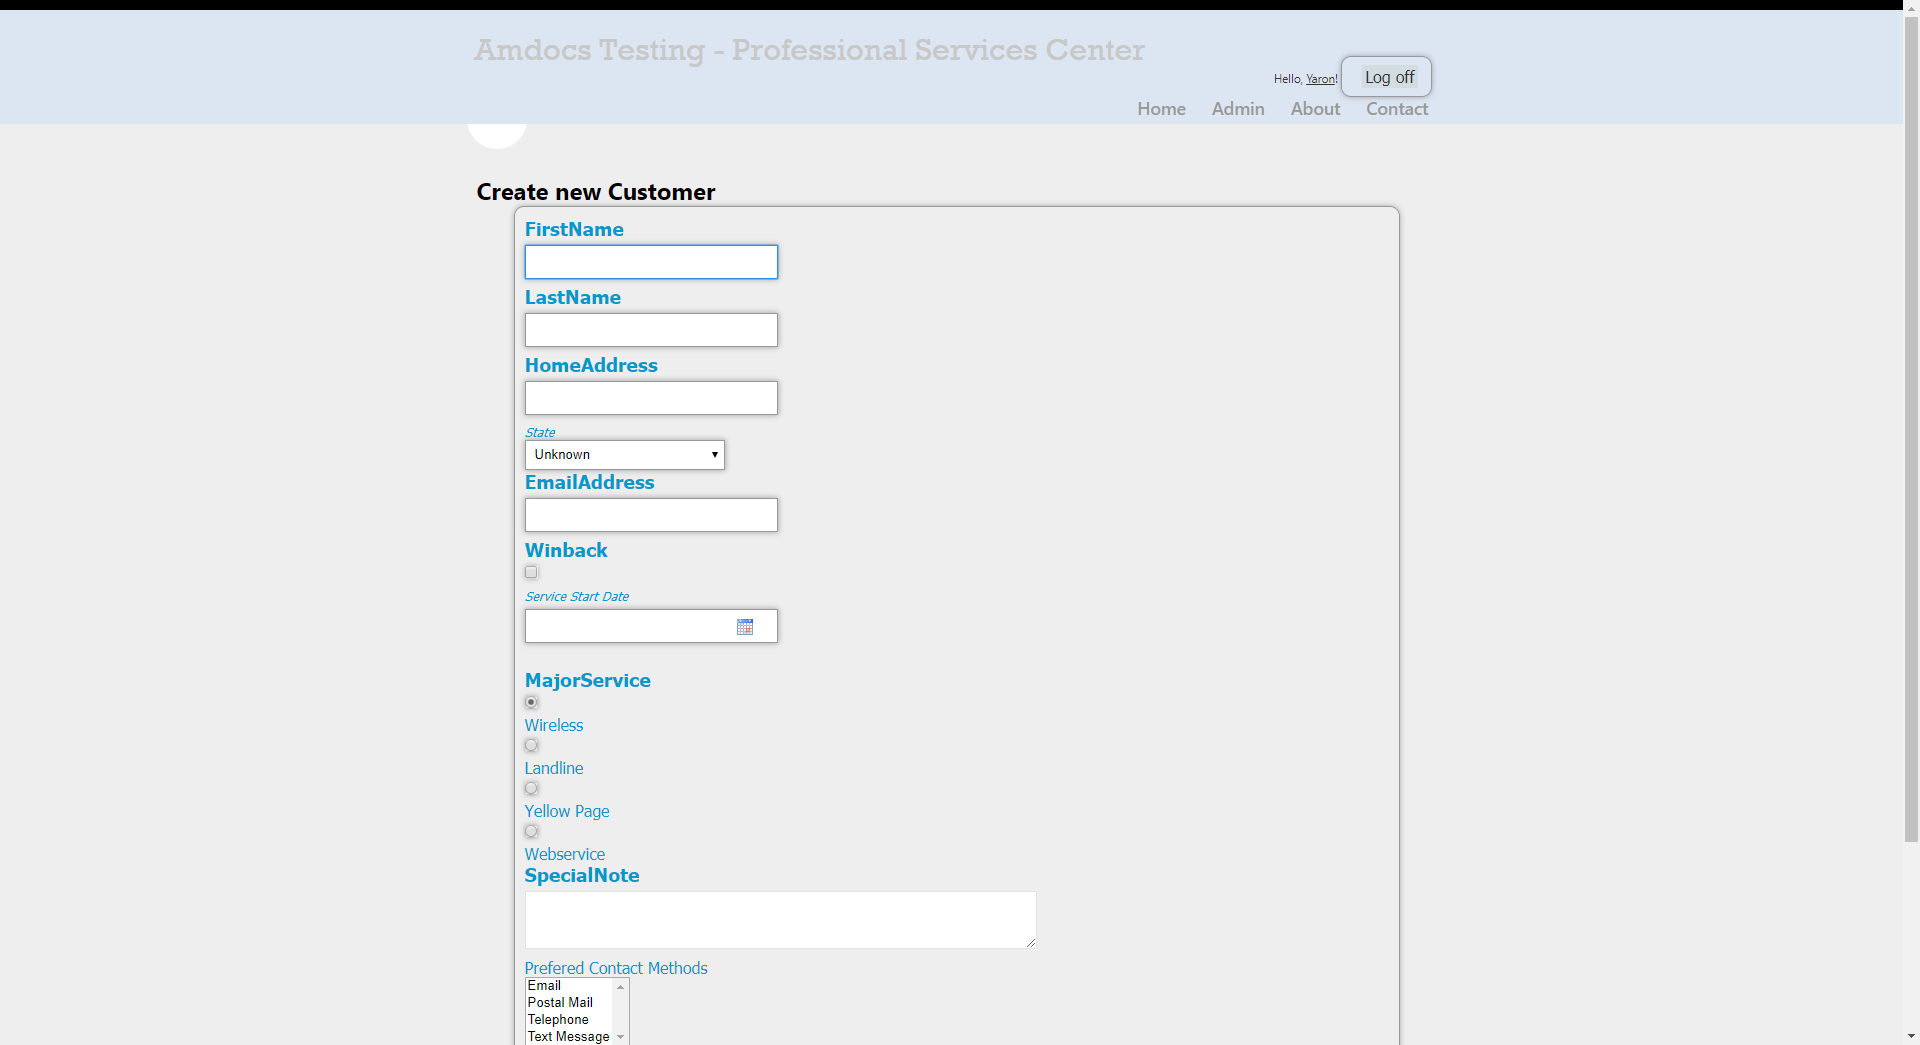 Amdocs Testing - Professional Services Center
Hello, Yaron!
Log off
Home Admin About Contact
Create new Customer
FirstName
LastName
HomeAddress
State
Unknown
EmailAddress
Winback
Service Start Date
MajorService
Wireless
Landline
Yellow Page
Webservice
SpecialNote
Prefered Contact Methods
Email
Postal Mail
Telephone
Text Message